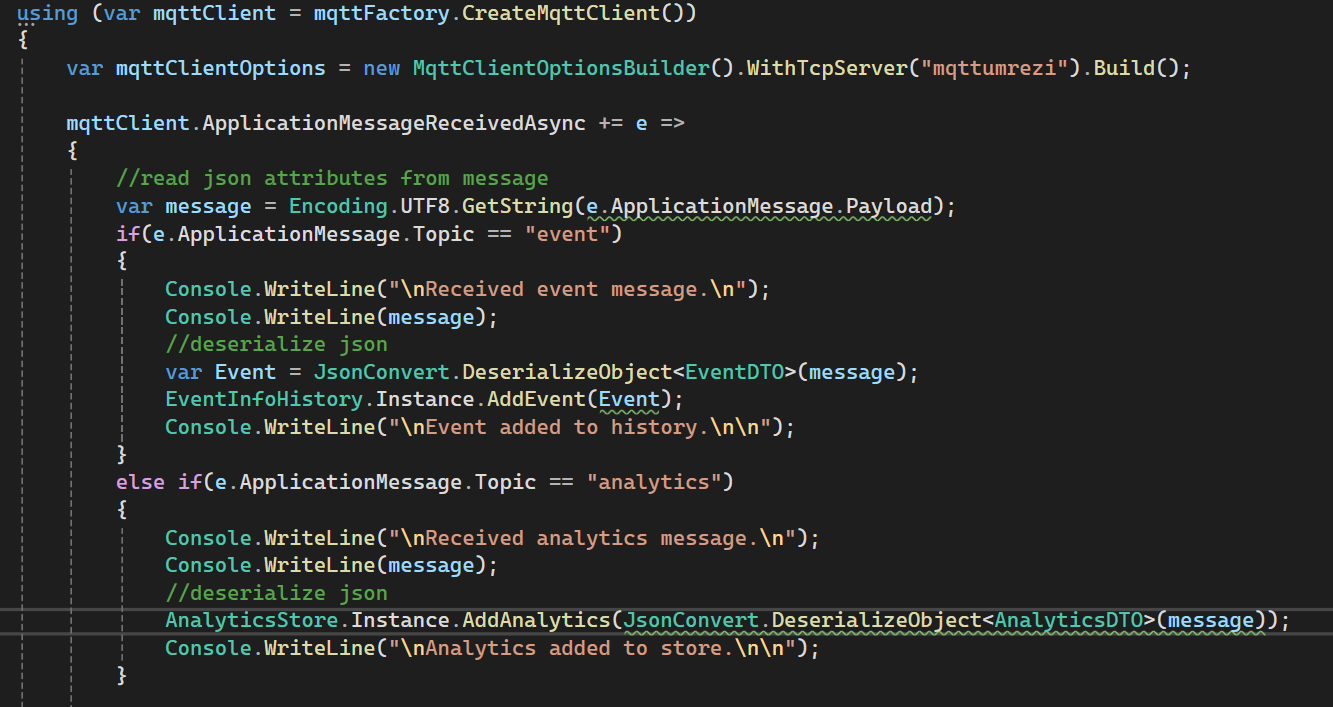 using (var mqttClient = mqttFactory.CreateMqttClient())
{
    var mqttClientOptions = new MqttClientOptionsBuilder().WithTcpServer("mqttumrezi").Build();

    mqttClient.ApplicationMessageReceivedAsync += e =>
    {
        //read json attributes from message
        var message = Encoding.UTF8.GetString(e.ApplicationMessage.Payload);
        if(e.ApplicationMessage.Topic == "event")
        {
            Console.WriteLine("\nReceived event message.\n");
            Console.WriteLine(message);
            //deserialize json
            var Event = JsonConvert.DeserializeObject<EventDTO>(message);
            EventInfoHistory.Instance.AddEvent(Event);
            Console.WriteLine("\nEvent added to history.\n\n");
        }
        else if(e.ApplicationMessage.Topic == "analytics")
        {
            Console.WriteLine("\nReceived analytics message.\n");
            Console.WriteLine(message);
            //deserialize json
            AnalyticsStore.Instance.AddAnalytics(JsonConvert.DeserializeObject<AnalyticsDTO>(message));
            Console.WriteLine("\nAnalytics added to store.\n\n");
        }